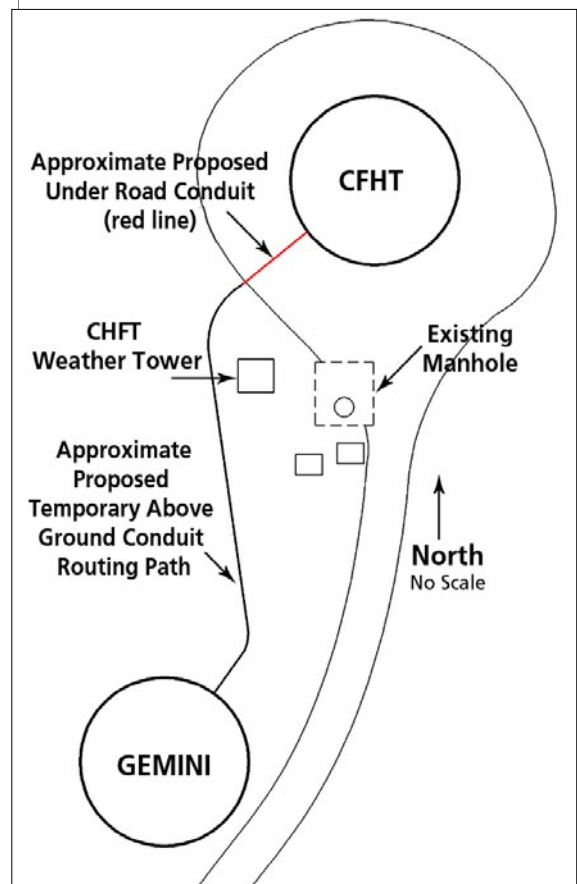 Approximate Proposed
Under Road Conduit
(red line)
CFHT
CHFT
Weather Tower
Existing
Manhole
Approximate
Proposed
Temporary Above
Ground Conduit
Routing Path
North
No Scale
GEMINI